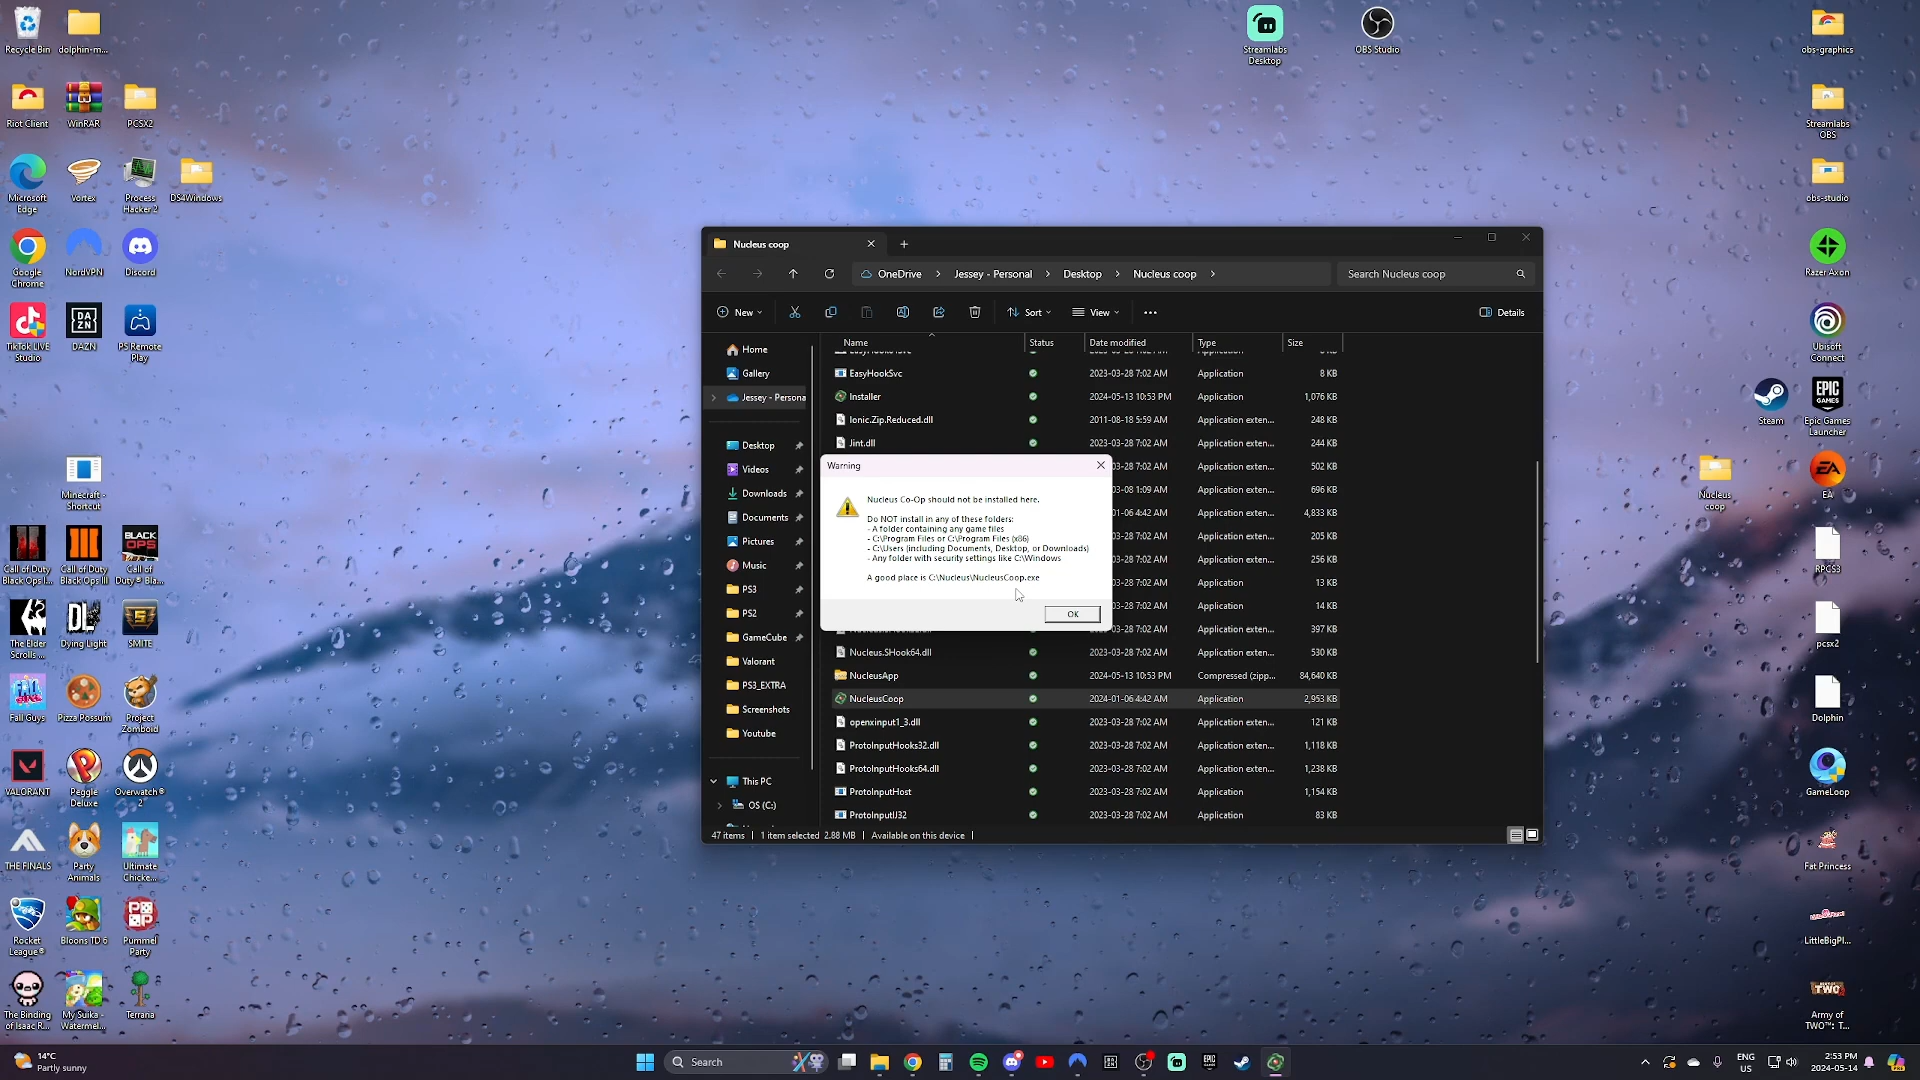 Recycle Bin
dolphin-m...
Riot Client
WinRAR
PCSX2
Microsoft Edge
Vortex
Process Hacker 2
DS4Windows
Google Chrome
NordVPN
Discord
TikTok LIVE Studio
DAZN
PS Remote Play
Minecraft - Shortcut
Call of Duty Black Ops I...
Call of Duty Black Ops III
Call of Duty® Bla...
The Elder Scrolls ...
Dying Light
SMITE
Fall Guys
Pizza Possum
Project Zomboid
VALORANT
Peggle Deluxe
Overwatch® 2
THE FINALS
Party Animals
Ultimate Chicke...
Rocket League®
Bloons TD 6
Pummel Party
The Binding of Isaac R...
My Suika - Watermel...
Terraria
Streamlabs Desktop
OBS Studio
obs-graphics
Streamlabs OBS
obs-studio
Razer Axon
Ubisoft Connect
Steam
Epic Games Launcher
Nucleus coop
EA
RPCS3
pcsx2
Dolphin
GameLoop
Fat Princess
LittleBigPl...
Army of TWO™: T...
Nucleus coop
OneDrive > Jessey - Personal > Desktop > Nucleus coop >
Search Nucleus coop
New
Sort
View
Details
Home
Gallery
Jessey - Persona
Desktop
Videos
Downloads
Documents
Pictures
Music
PS3
PS2
GameCube
Valorant
PS3_EXTRA
Screenshots
Youtube
This PC
OS (C:)
Name Status Date modified Type Size
EasyHookSvc 2023-03-28 7:02 AM Application 8 KB
Installer 2024-05-13 10:53 PM Application 1,076 KB
Ionic.Zip.Reduced.dll 2011-08-18 5:59 AM Application exten... 248 KB
Jint.dll 2023-03-28 7:02 AM Application exten... 244 KB
03-28 7:02 AM Application exten... 502 KB
03-08 1:09 AM Application exten... 696 KB
01-06 4:42 AM Application exten... 4,833 KB
03-28 7:02 AM Application exten... 205 KB
03-28 7:02 AM Application exten... 256 KB
03-28 7:02 AM Application 13 KB
03-28 7:02 AM Application 14 KB
03-28 7:02 AM Application exten... 397 KB
Nucleus.SHook64.dll 2023-03-28 7:02 AM Application exten... 530 KB
NucleusApp 2024-05-13 10:53 PM Compressed (zipp... 84,640 KB
NucleusCoop 2024-01-06 4:42 AM Application 2,953 KB
openxinput1_3.dll 2023-03-28 7:02 AM Application exten... 121 KB
ProtoInputHooks32.dll 2023-03-28 7:02 AM Application exten... 1,118 KB
ProtoInputHooks64.dll 2023-03-28 7:02 AM Application exten... 1,238 KB
ProtoInputHost 2023-03-28 7:02 AM Application 1,154 KB
ProtoInputIJ32 2023-03-28 7:02 AM Application 83 KB
47 items 1 item selected 2.88 MB Available on this device
Warning
Nucleus Co-Op should not be installed here.
Do NOT install in any of these folders:
- A folder containing any game files
- C:\Program Files or C:\Program Files (x86)
- C:\Users (including Documents, Desktop, or Downloads)
- Any folder with security settings like C:\Windows
A good place is C:\Nucleus\NucleusCoop.exe
OK
14°C
Partly sunny
Search
ENG
US
2:53 PM
2024-05-14